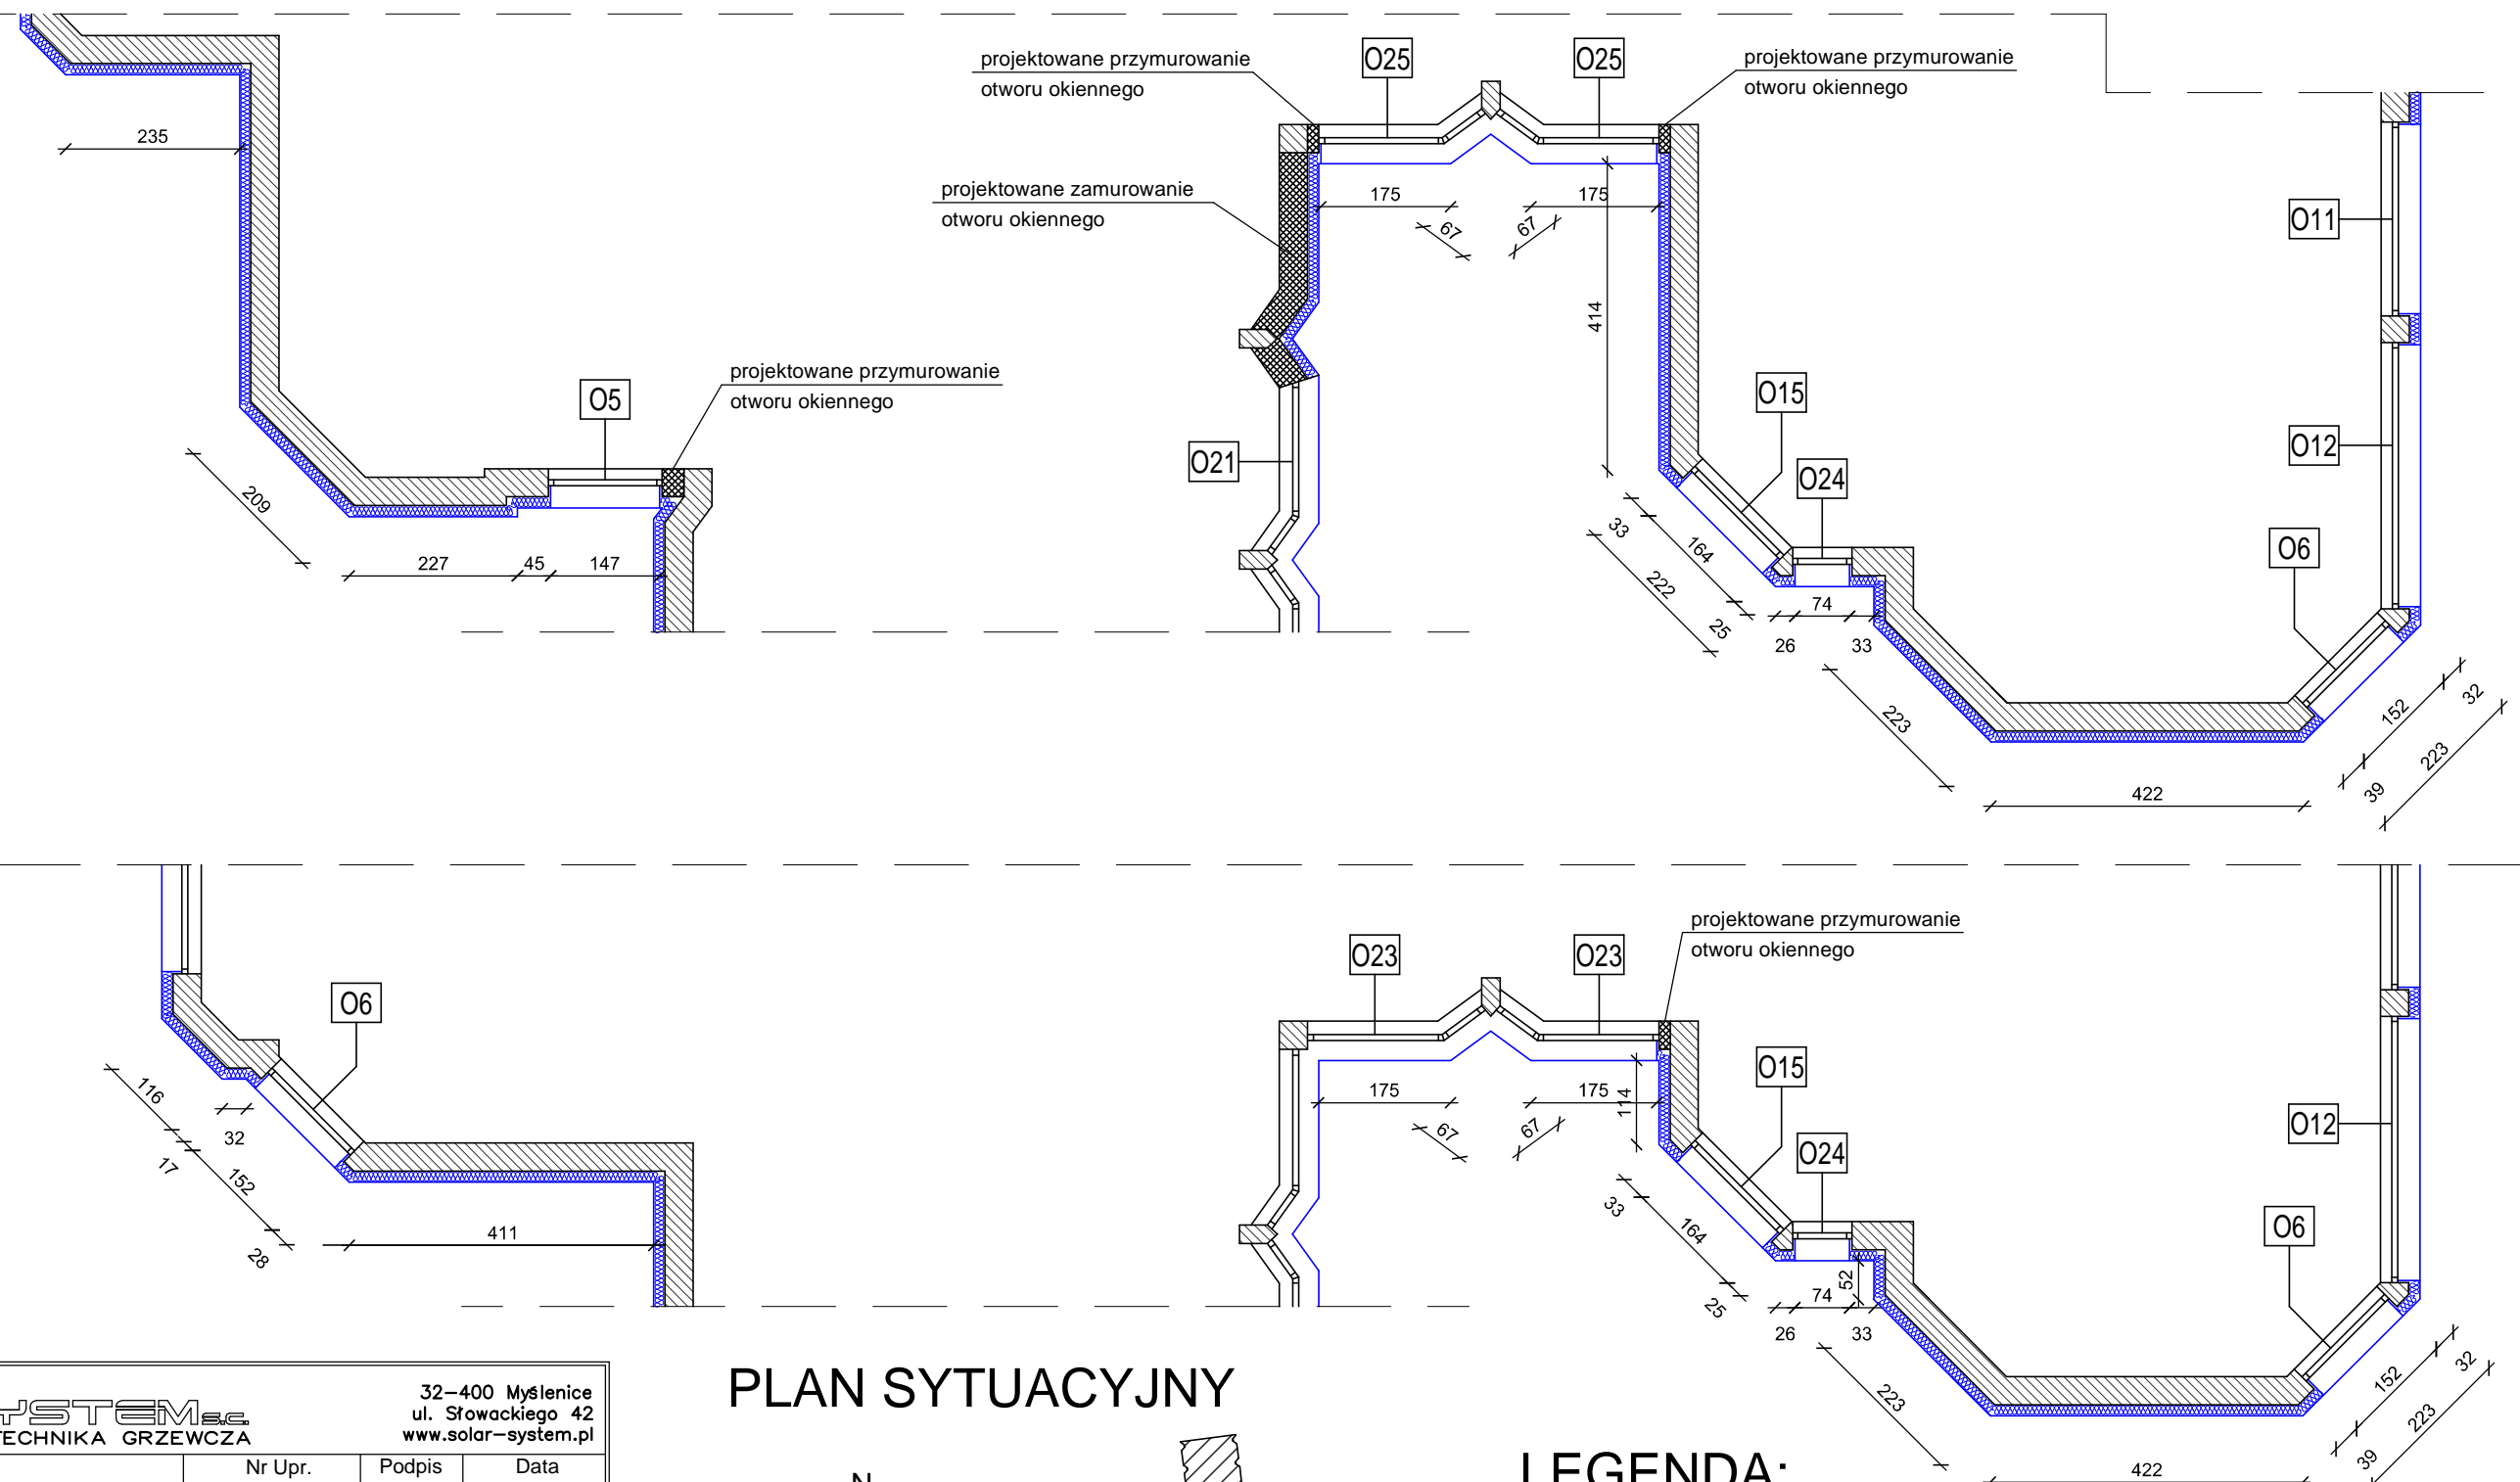 projektowane przymurowanie
otworu okiennego
O25
O25
projektowane przymurowanie
otworu okiennego
235
projektowane zamurowanie
otworu okiennego
175
175
67
67
O11
414
projektowane przymurowanie
otworu okiennego
O5
O15
O21
O24
O12
209
227
45
147
33
164
222
25
74
26
33
O6
223
422
152
32
223
39
projektowane przymurowanie
otworu okiennego
O23
O23
O6
O15
175
175
114
67
67
O24
O12
116
32
17
152
28
411
33
164
25
52
74
26
33
O6
223
422
152
32
223
39
YSTEM s.c.
TECHNIKA GRZEWCZA
32-400 Myślenice
ul. Słowackiego 42
www.solar-system.pl
Nr Upr.
Podpis
Data
PLAN SYTUACYJNY
N
LEGENDA: